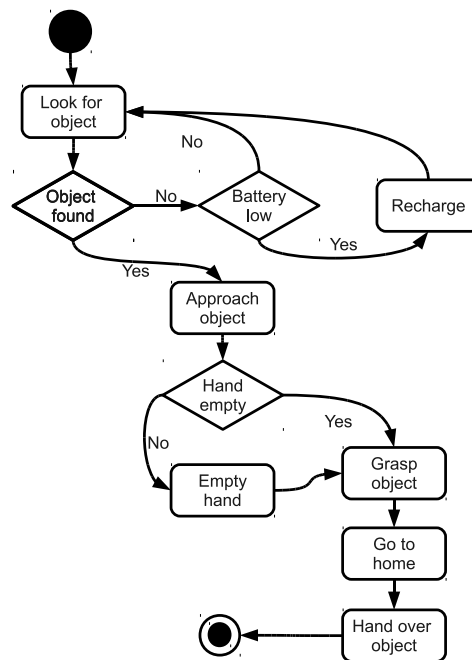 Look for
object
No
Object
found
No
Battery
low
Recharge
Yes
Yes
Approach
object
Hand
empty
Yes
No
Grasp
object
Empty
hand
Go to
home
Hand over
object